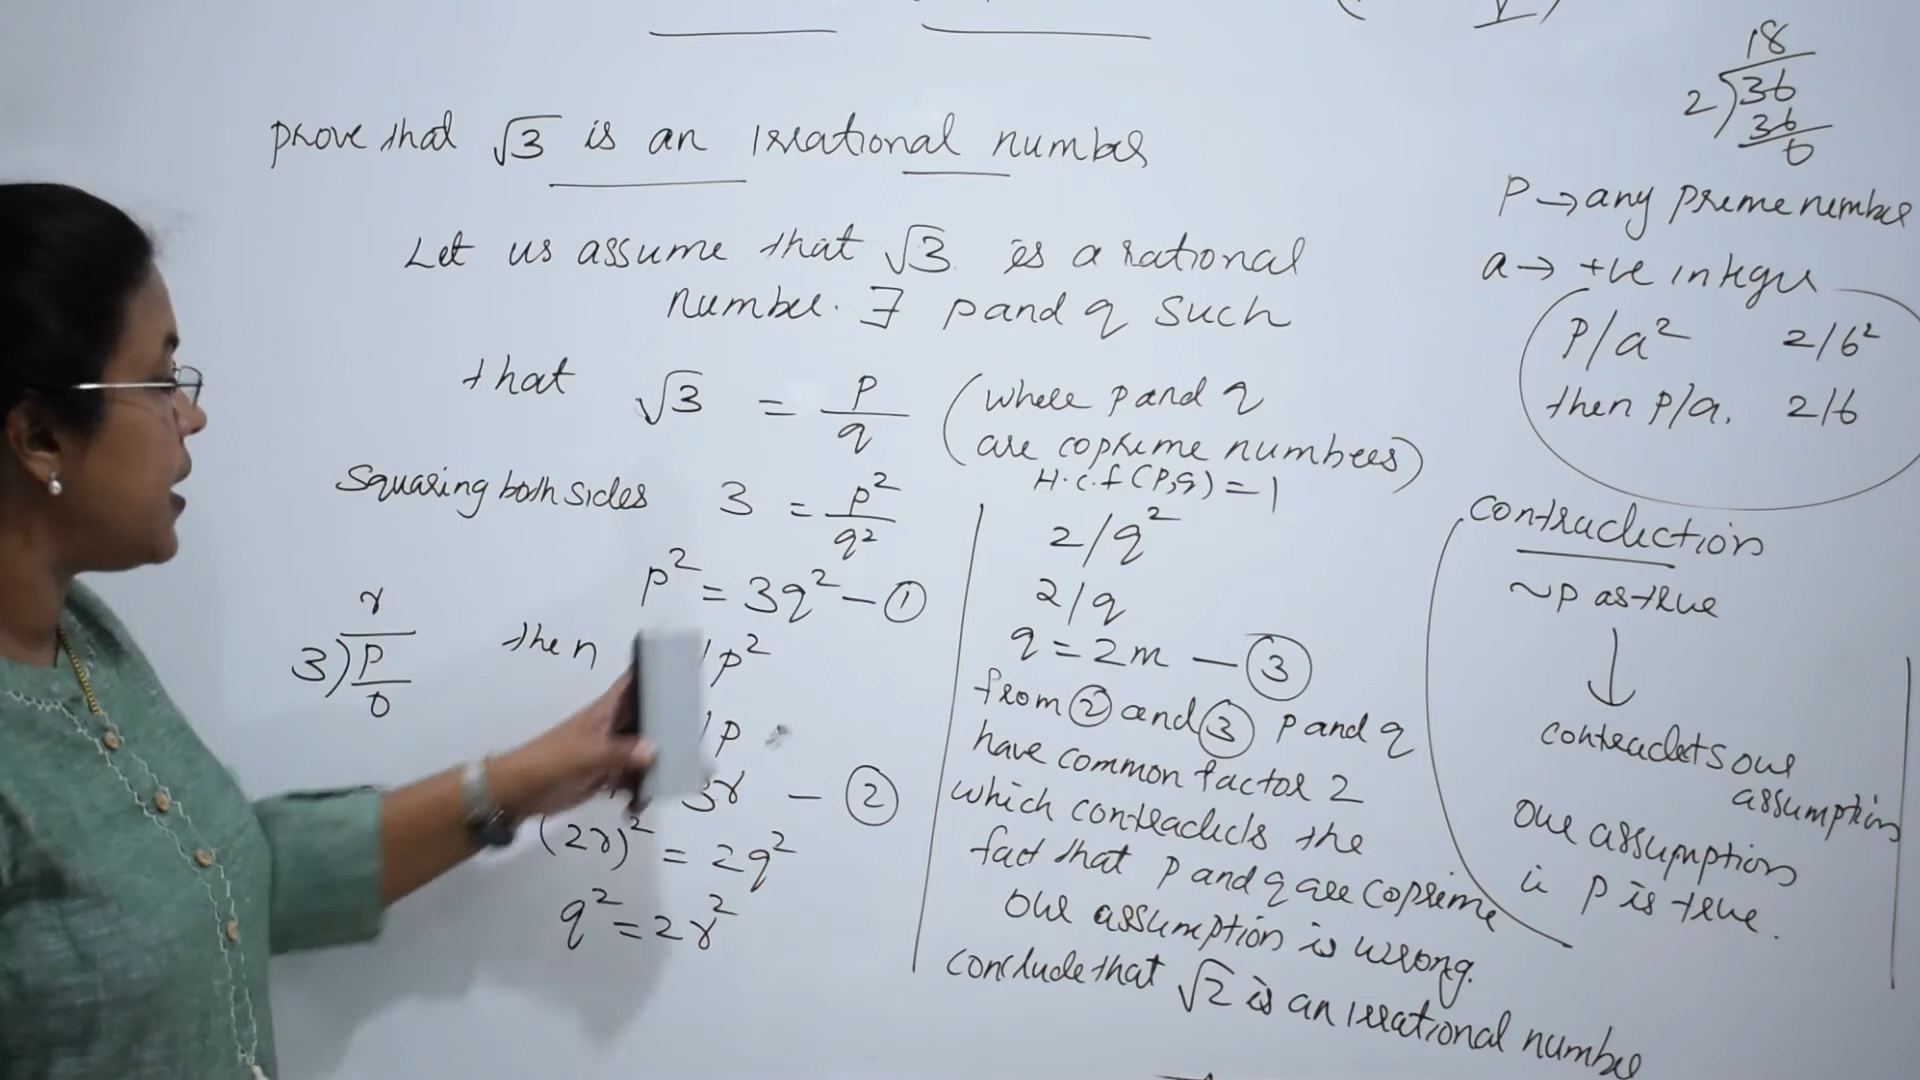 prove that √3 is an Irrational number
Let us assume that √3 is a rational
number. ∃ p and q such
that √3 = p/q (where p and q
are coprime numbers)
H.c.f (p,q) = 1
Squaring both sides 3 = p²/q²
p² = 3q² — ①
r
3)p
0
then /p²
/p
3r — ②
(2r)² = 2q²
q² = 2r²
2/q²
2/q
q = 2m — ③
from ② and ③ p and q
have common factor 2
which contradicts the
fact that p and q are coprime
our assumption is wrong.
conclude that √2 is an irrational number
18
2)36
36
0
P → any prime number
a → +ve integer
P/a² 2/6²
then P/a. 2/6
contradiction
~p as true
↓
contradicts our
assumption
our assumption
is p is true.